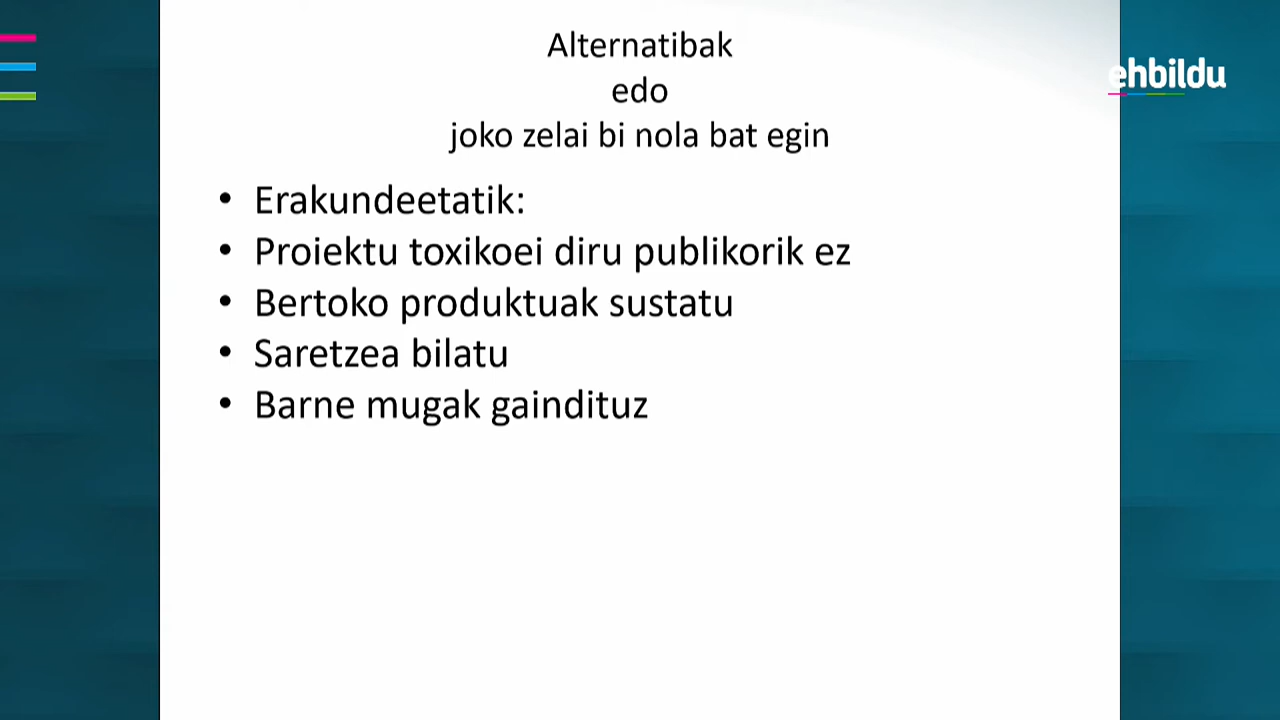 Alternatibak
edo
joko zelai bi nola bat egin
ehbildu
• Erakundeetatik:
• Proiektu toxikoei diru publikorik ez
• Bertoko produktuak sustatu
• Saretzea bilatu
• Barne mugak gaindituz